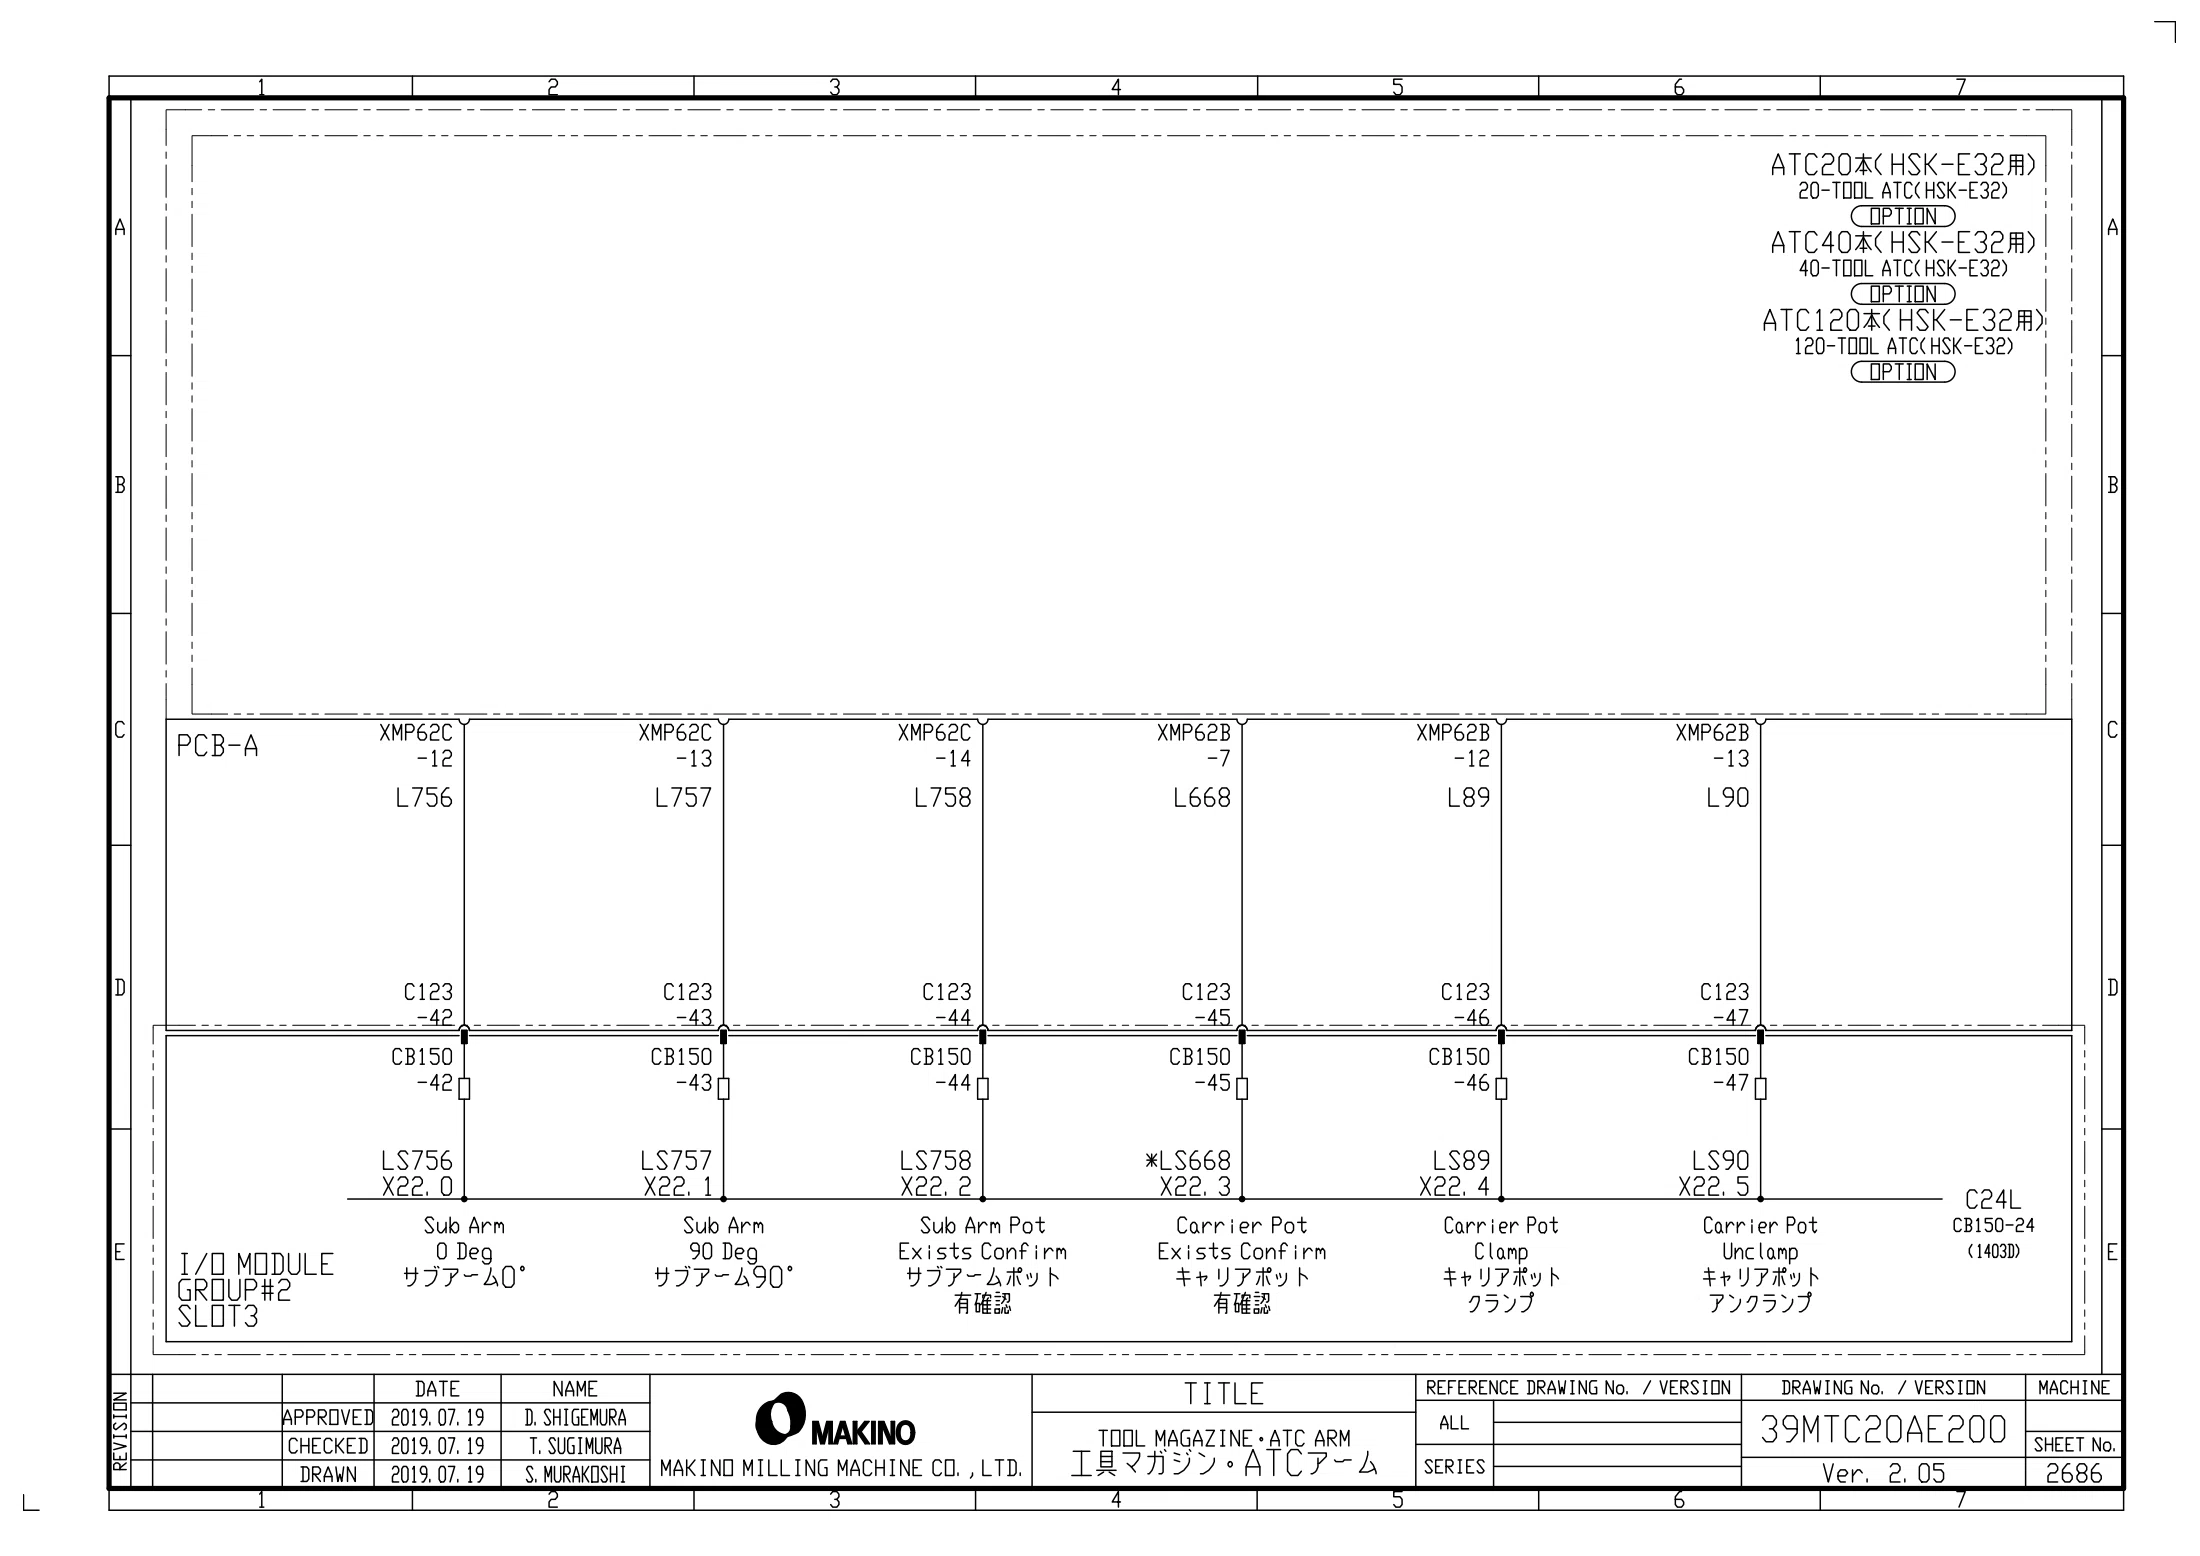 1 2 3 4 5 6 7
ATC20本(HSK-E32用)
20-TOOL ATC(HSK-E32)
OPTION
ATC40本(HSK-E32用)
40-TOOL ATC(HSK-E32)
OPTION
ATC120本(HSK-E32用)
120-TOOL ATC(HSK-E32)
OPTION
A A
B B
C C
D D
E E
PCB-A
XMP62C XMP62C XMP62C XMP62B XMP62B XMP62B
-12 -13 -14 -7 -12 -13
L756 L757 L758 L668 L89 L90
C123 C123 C123 C123 C123 C123
-42 -43 -44 -45 -46 -47
CB150 CB150 CB150 CB150 CB150 CB150
-42 -43 -44 -45 -46 -47
LS756 LS757 LS758 *LS668 LS89 LS90
X22.0 X22.1 X22.2 X22.3 X22.4 X22.5
C24L
CB150-24
(1403D)
Sub Arm
0 Deg
サブアーム0°
Sub Arm
90 Deg
サブアーム90°
Sub Arm Pot
Exists Confirm
サブアームポット
有確認
Carrier Pot
Exists Confirm
キャリアポット
有確認
Carrier Pot
Clamp
キャリアポット
クランプ
Carrier Pot
Unclamp
キャリアポット
アンクランプ
I/O MODULE
GROUP#2
SLOT3
REVISION
DATE NAME
APPROVED 2019.07.19 D. SHIGEMURA
CHECKED 2019.07.19 T. SUGIMURA
DRAWN 2019.07.19 S. MURAKOSHI
MAKINO
MAKINO MILLING MACHINE CO.,LTD.
TITLE
TOOL MAGAZINE・ATC ARM
工具マガジン・ATCアーム
REFERENCE DRAWING No. / VERSION
ALL
SERIES
DRAWING No. / VERSION
39MTC20AE200
Ver. 2.05
MACHINE
SHEET No.
2686
1 2 3 4 5 6 7